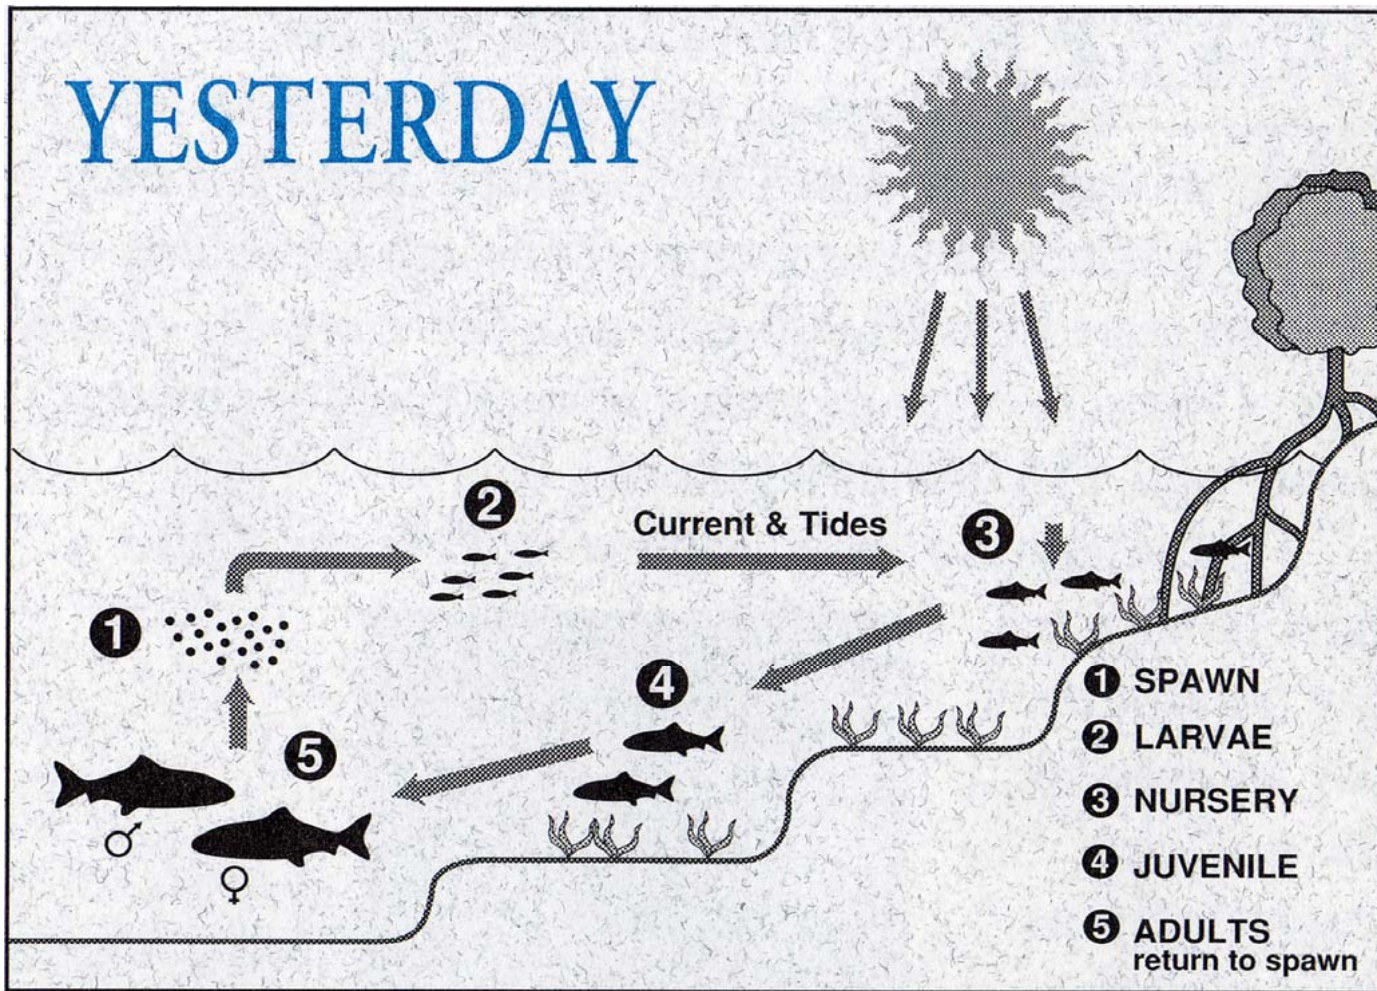 YESTERDAY
2
Current & Tides
3
1
4
5
♂
♀
1 SPAWN
2 LARVAE
3 NURSERY
4 JUVENILE
5 ADULTS
return to spawn